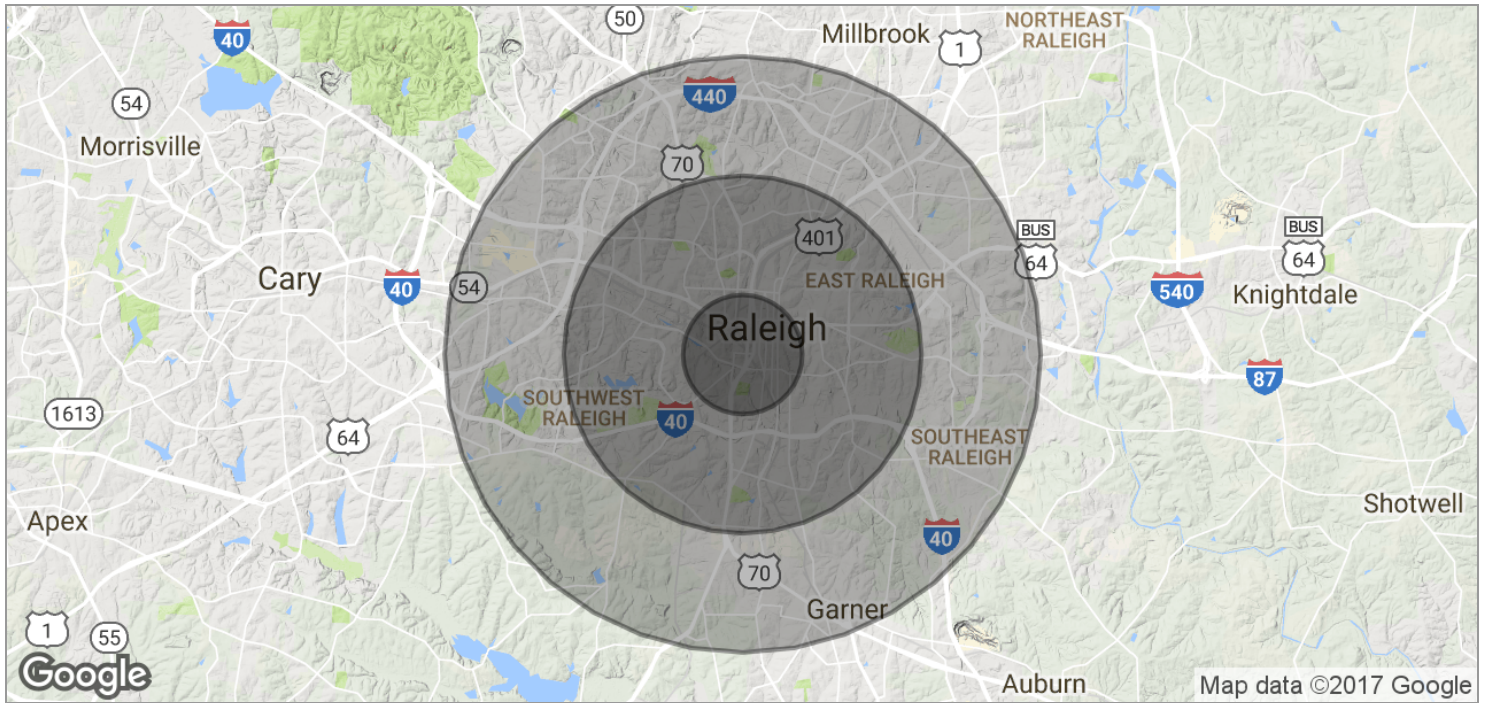 50
Millbrook
NORTHEAST
RALEIGH
40
1
440
54
Morrisville
70
401
BUS
64
BUS
64
EAST RALEIGH
Cary
40
54
540
Knightdale
Raleigh
87
SOUTHWEST
RALEIGH
40
1613
64
SOUTHEAST
RALEIGH
Shotwell
Apex
40
70
Garner
1
55
Google
Auburn
Map data ©2017 Google